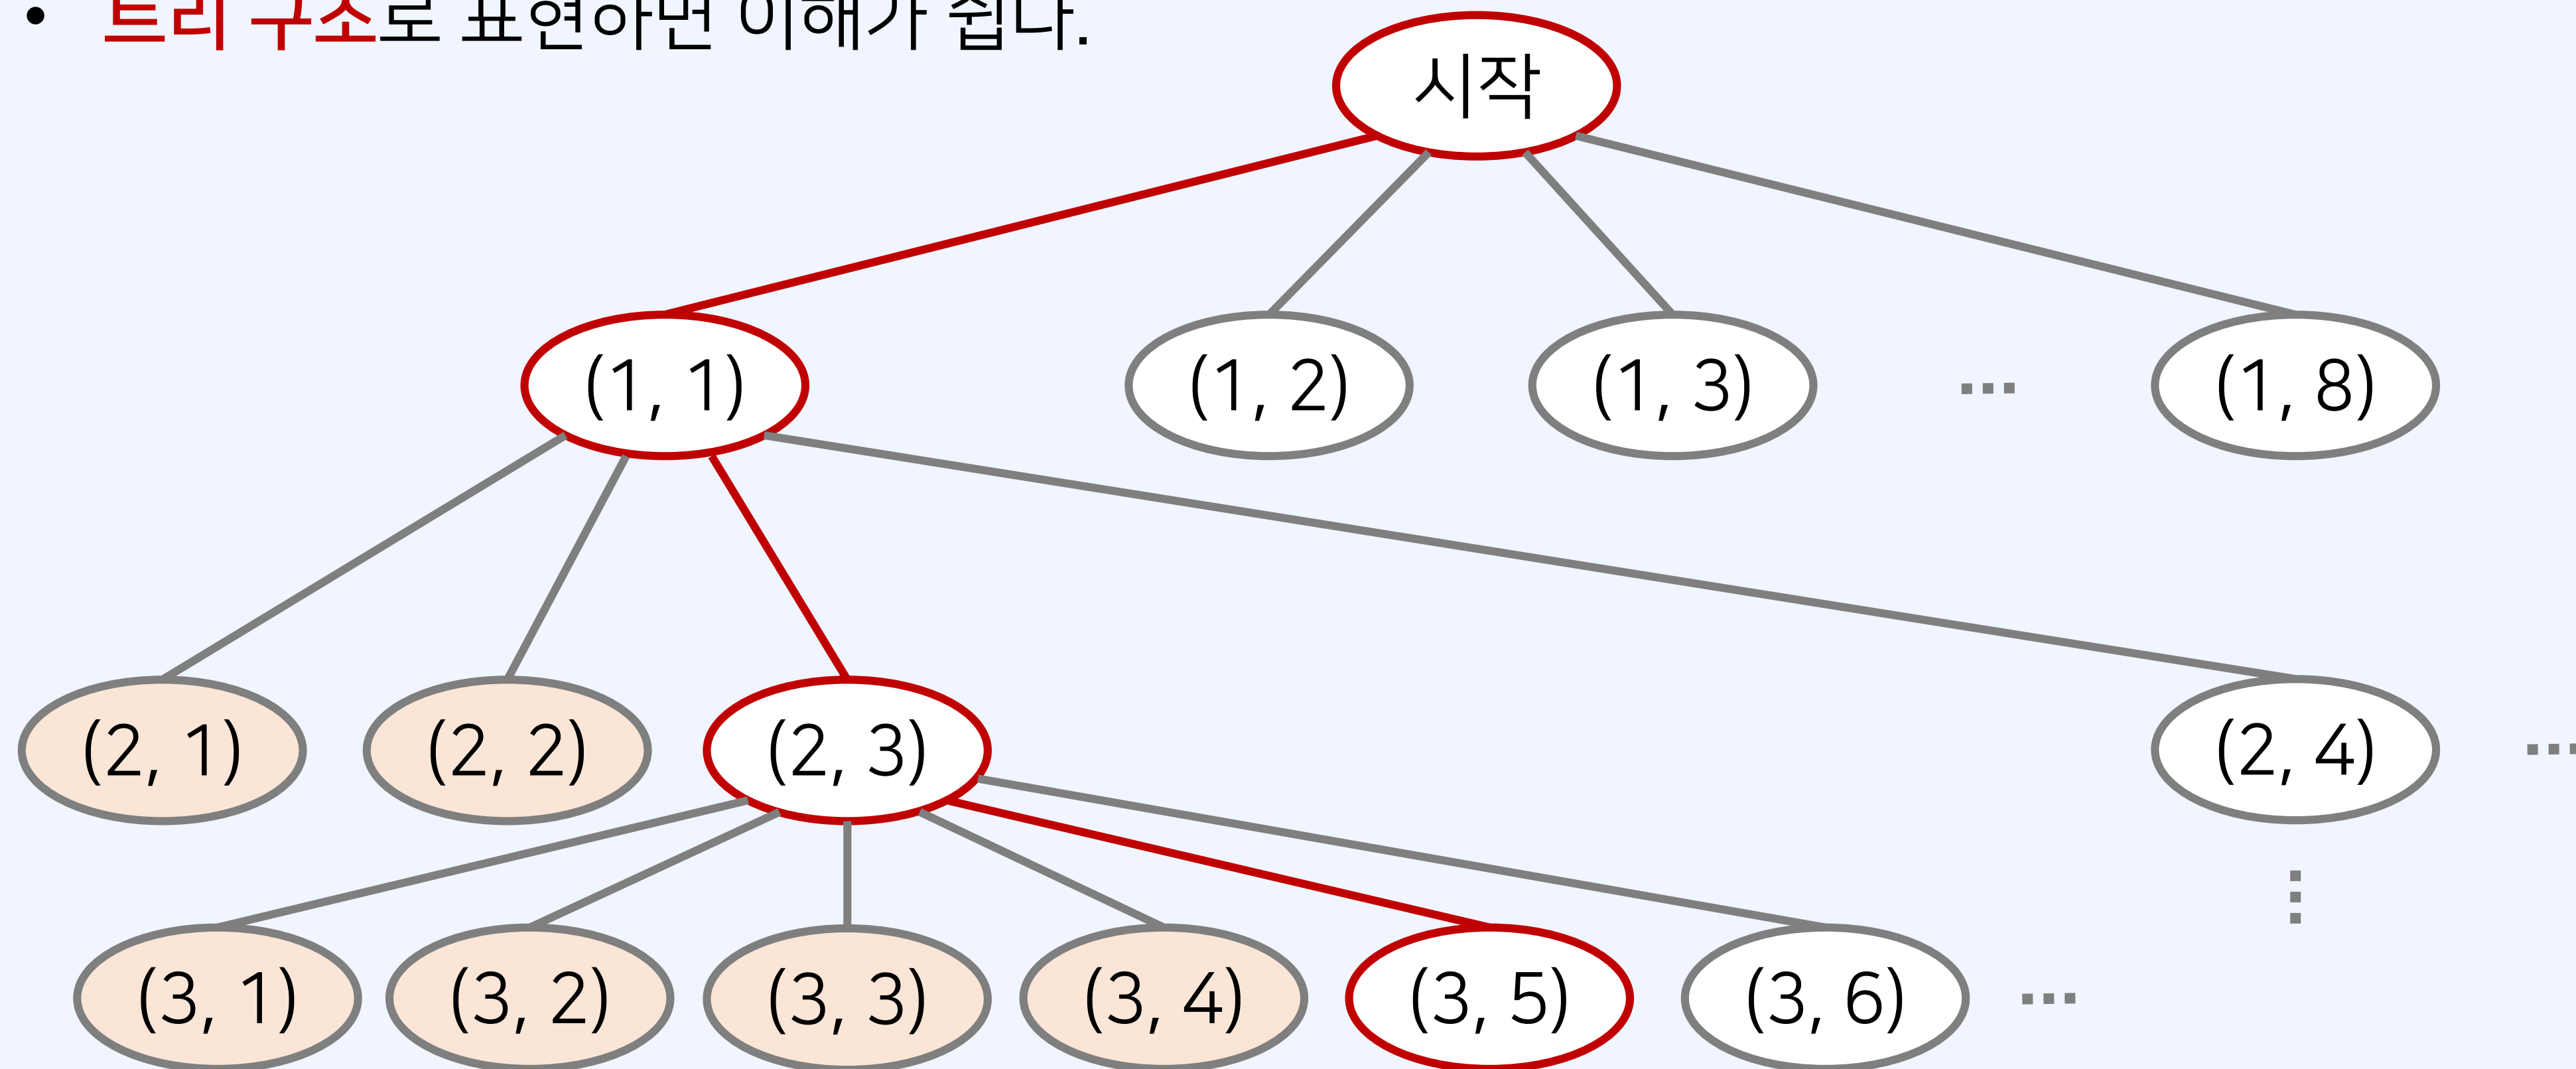 • 트리 구조로 표현하면 이해가 쉽다.
시작
(1, 1) (1, 2) (1, 3) ... (1, 8)
(2, 1) (2, 2) (2, 3) (2, 4) ...
⋮
(3, 1) (3, 2) (3, 3) (3, 4) (3, 5) (3, 6) ...